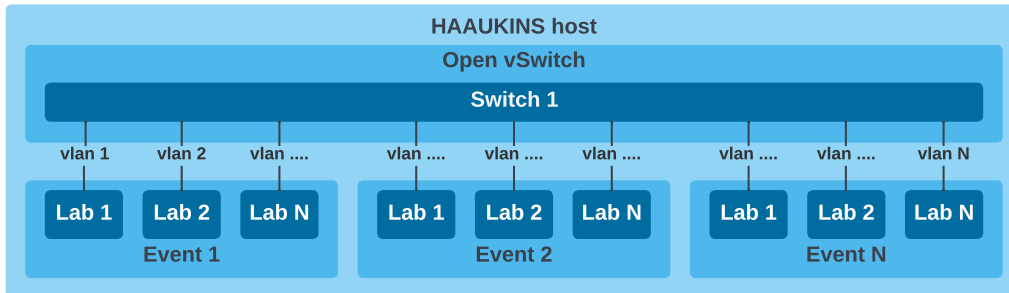 HAAUKINS host
Open vSwitch
Switch 1
vlan 1 vlan 2 vlan .... vlan .... vlan .... vlan .... vlan .... vlan .... vlan N
Lab 1 Lab 2 Lab N Lab 1 Lab 2 Lab N Lab 1 Lab 2 Lab N
Event 1 Event 2 Event N